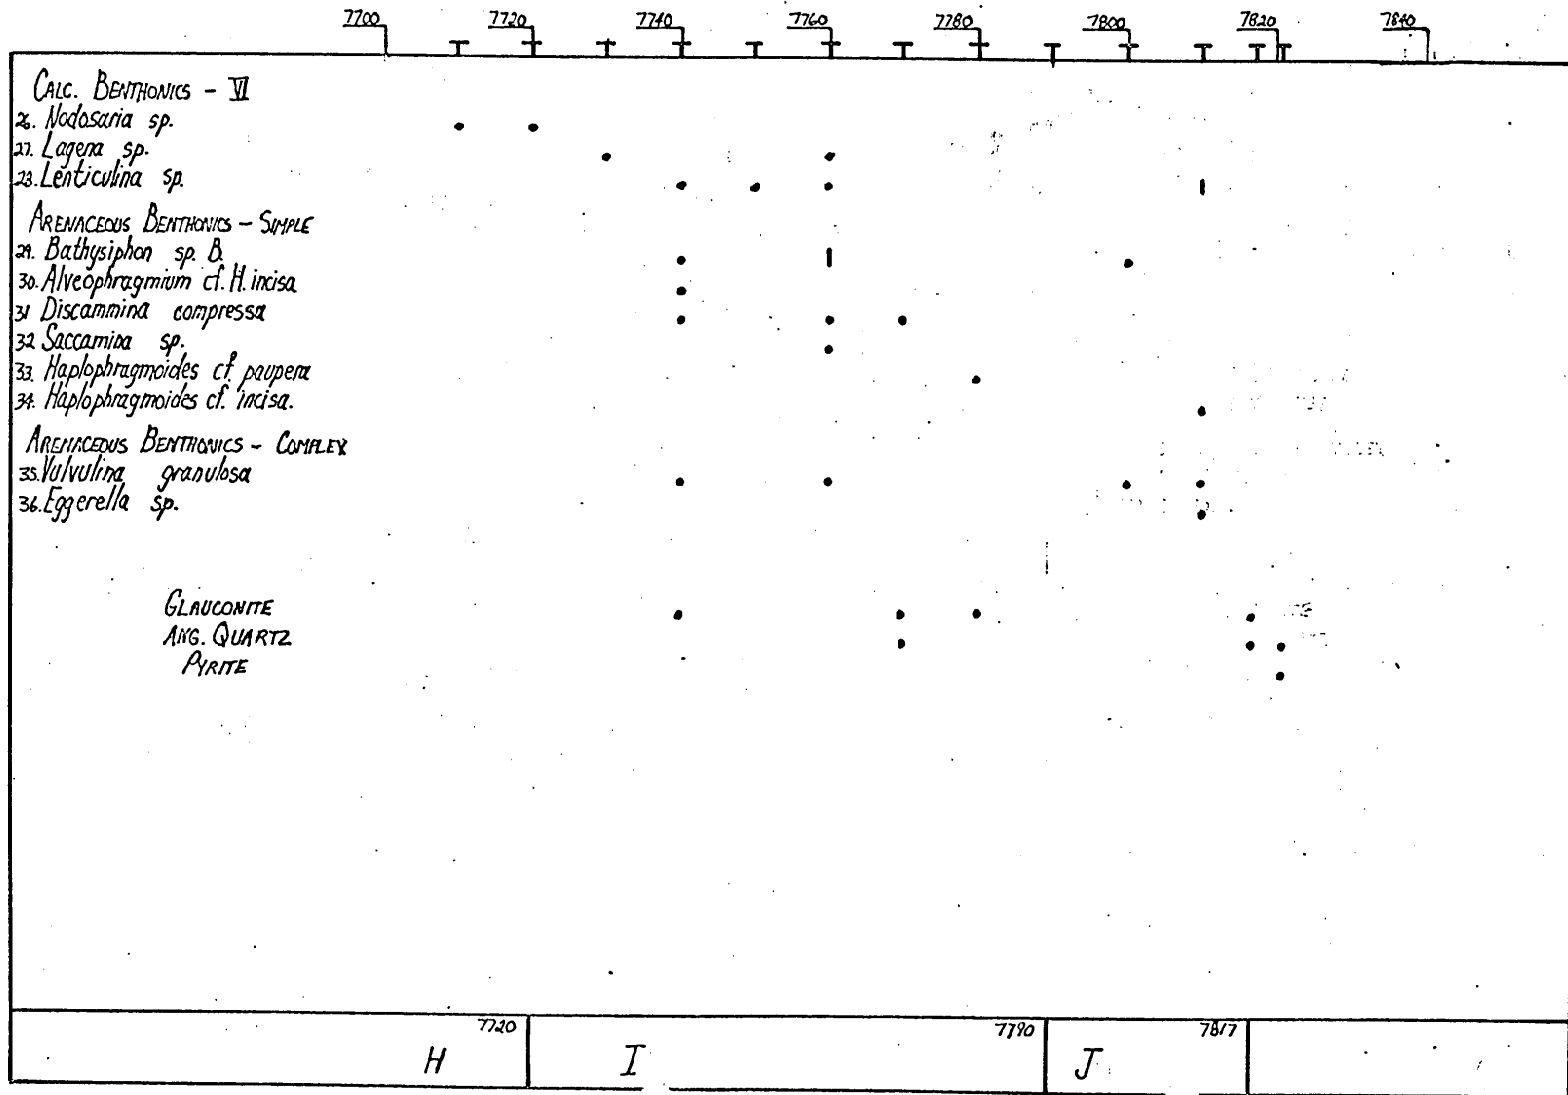 7700 7720 7740 7760 7780 7800 7820 7840
CALC. BENTHONICS - VI
26. Nodosaria sp.
27. Lagena sp.
23. Lenticulina sp.
ARENACEOUS BENTHONICS - SIMPLE
29. Bathysiphon sp. B.
30. Alveophragmium cf. H. incisa
31 Discammina compressa
32 Saccamina sp.
33. Haplophragmoides cf. paupera
34. Haplophragmoides cf. incisa.
ARENACEOUS BENTHONICS - COMPLEX
35. Vulvulina granulosa
36. Eggerella sp.
GLAUCONITE
ANG. QUARTZ
PYRITE
7720 7790 7817
H I J